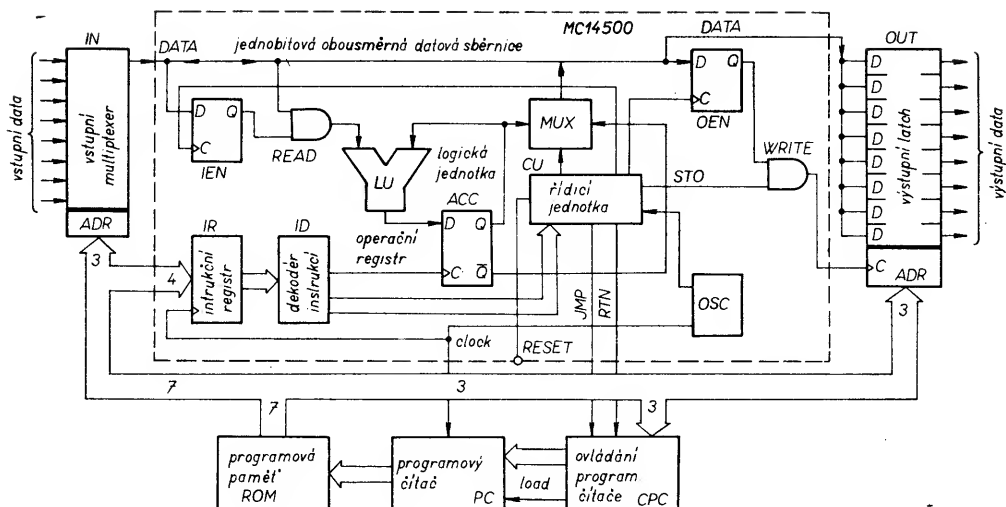 MC14500
IN
DATA
jednobitová obousměrná datová sběrnice
DATA
OUT
vstupní data
vstupní
multiplexer
ADR
3
D
Q
C
IEN
READ
LU
logická
jednotka
MUX
CU
řídicí
jednotka
D
Q
C
OEN
WRITE
STO
D
D
D
D
D
D
D
D
výstupní latch
výstupní data
C
ADR
3
IR
intrukční
registr
4
ID
dekodér
instrukcí
operační
registr
ACC
D
Q
C
Q
OSC
JMP
RTN
RESET
clock
7
7
3
3
programová
paměť
ROM
programový
čítač
PC
load
ovládání
program
čítače
CPC